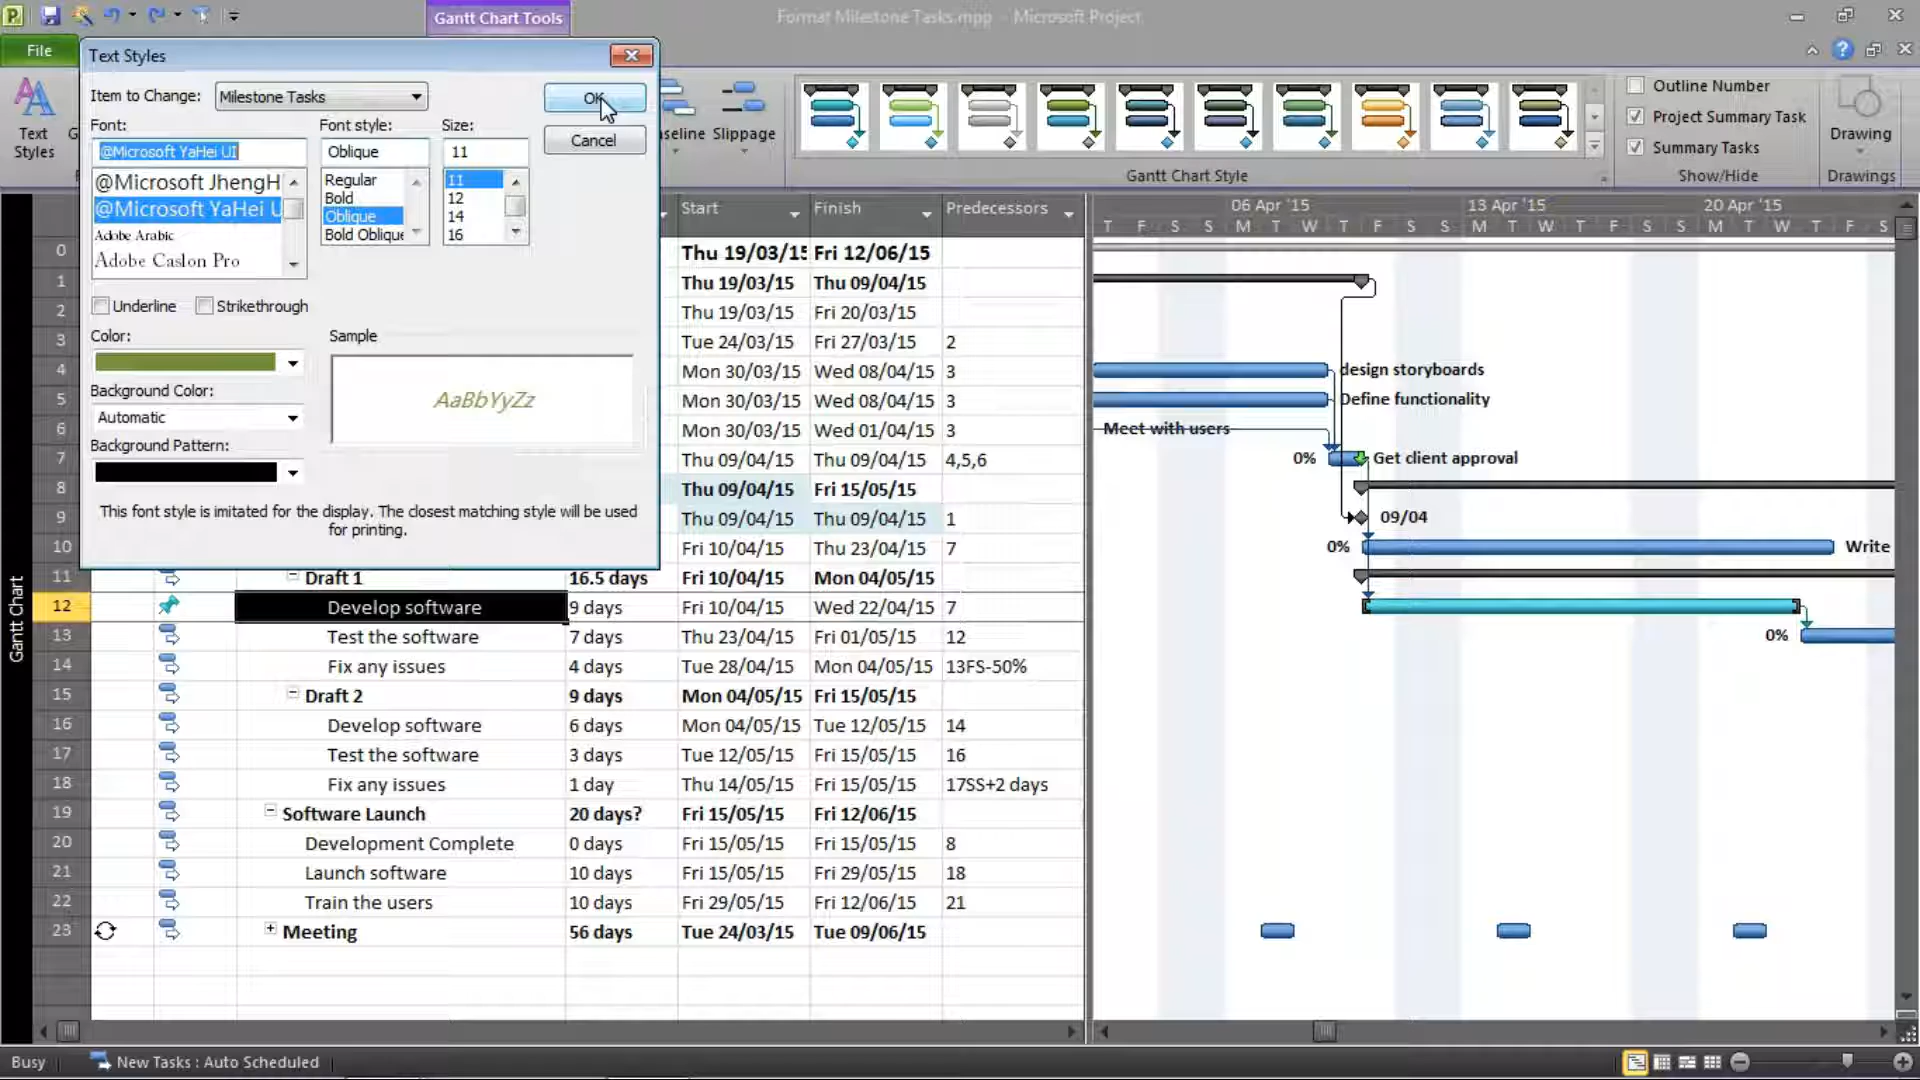 Gantt Chart Tools
Format Milestone Tasks.mpp - Microsoft Project
File
Text Styles
Item to Change: Milestone Tasks
OK
Cancel
Font: Font style: Size:
@Microsoft YaHei UI Oblique 11
@Microsoft JhengH Regular 11
@Microsoft YaHei U Bold 12
Adobe Arabic Oblique 14
Adobe Caslon Pro Bold Oblique 16
Underline Strikethrough
Color: Sample
AaBbYyZz
Background Color:
Automatic
Background Pattern:
This font style is imitated for the display. The closest matching style will be used
for printing.
Text
Styles
G
aseline Slippage
Gantt Chart Style
Outline Number
Project Summary Task
Summary Tasks
Show/Hide
Drawing
Drawings
Start Finish Predecessors
06 Apr '15 13 Apr '15 20 Apr '15
T F S S M T W T F S S M T W T F S S M T W T F S
0 Thu 19/03/15 Fri 12/06/15
1 Thu 19/03/15 Thu 09/04/15
2 Thu 19/03/15 Fri 20/03/15
3 Tue 24/03/15 Fri 27/03/15 2
4 Mon 30/03/15 Wed 08/04/15 3 design storyboards
5 Mon 30/03/15 Wed 08/04/15 3 Define functionality
6 Mon 30/03/15 Wed 01/04/15 3 Meet with users
7 Thu 09/04/15 Thu 09/04/15 4,5,6 0% Get client approval
8 Thu 09/04/15 Fri 15/05/15
9 Thu 09/04/15 Thu 09/04/15 1 09/04
10 Fri 10/04/15 Thu 23/04/15 7 0% Write
11 Draft 1 16.5 days Fri 10/04/15 Mon 04/05/15
12 Develop software 9 days Fri 10/04/15 Wed 22/04/15 7
13 Test the software 7 days Thu 23/04/15 Fri 01/05/15 12 0%
14 Fix any issues 4 days Tue 28/04/15 Mon 04/05/15 13FS-50%
15 Draft 2 9 days Mon 04/05/15 Fri 15/05/15
16 Develop software 6 days Mon 04/05/15 Tue 12/05/15 14
17 Test the software 3 days Tue 12/05/15 Fri 15/05/15 16
18 Fix any issues 1 day Thu 14/05/15 Fri 15/05/15 17SS+2 days
19 Software Launch 20 days? Fri 15/05/15 Fri 12/06/15
20 Development Complete 0 days Fri 15/05/15 Fri 15/05/15 8
21 Launch software 10 days Fri 15/05/15 Fri 29/05/15 18
22 Train the users 10 days Fri 29/05/15 Fri 12/06/15 21
23 Meeting 56 days Tue 24/03/15 Tue 09/06/15
Gantt Chart
Busy New Tasks : Auto Scheduled